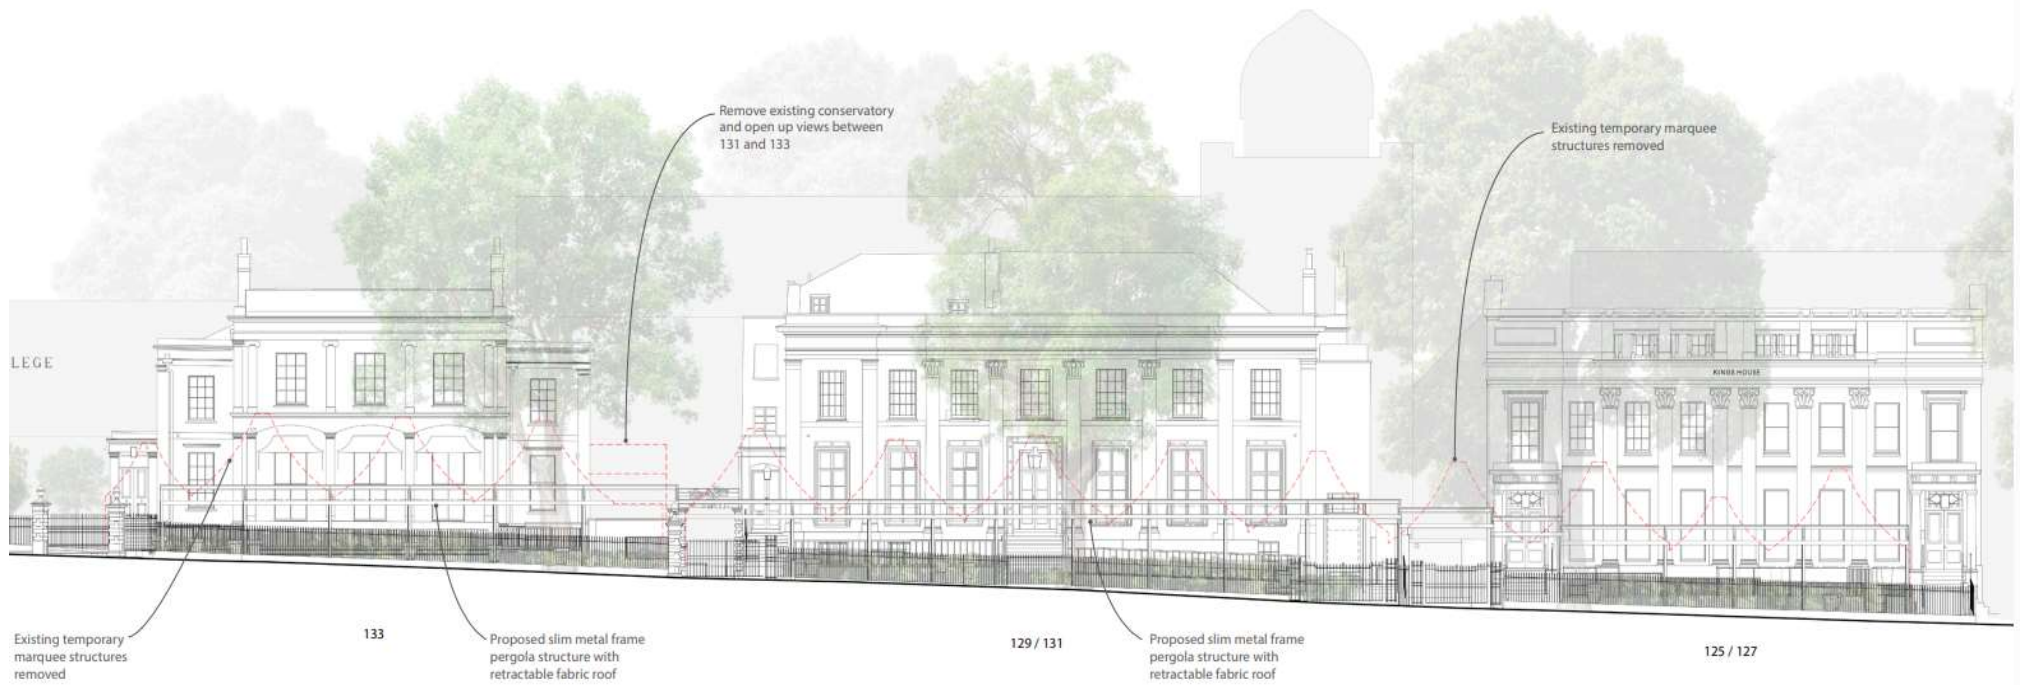 Remove existing conservatory
and open up views between
131 and 133
Existing temporary marquee
structures removed
LEGE
KINGS HOUSE
Existing temporary
marquee structures
removed
133
Proposed slim metal frame
pergola structure with
retractable fabric roof
129 / 131
Proposed slim metal frame
pergola structure with
retractable fabric roof
125 / 127